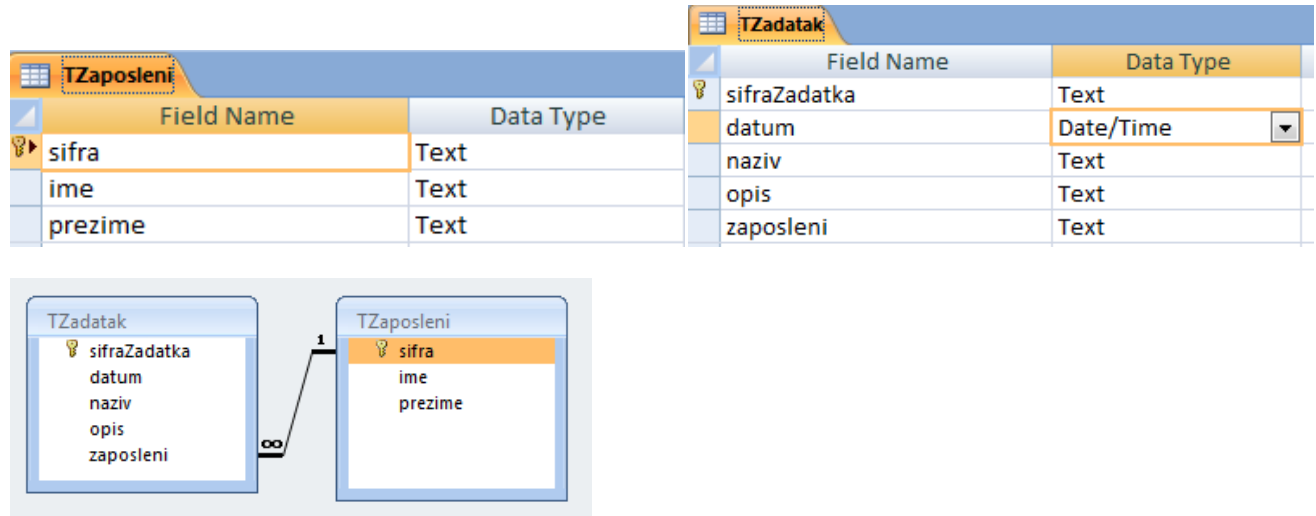 TZaposleni
Field Name Data Type
sifra Text
ime Text
prezime Text
TZadatak
Field Name Data Type
sifraZadatka Text
datum Date/Time
naziv Text
opis Text
zaposleni Text
TZadatak
sifraZadatka
datum
naziv
opis
zaposleni
∞
1
TZaposleni
sifra
ime
prezime